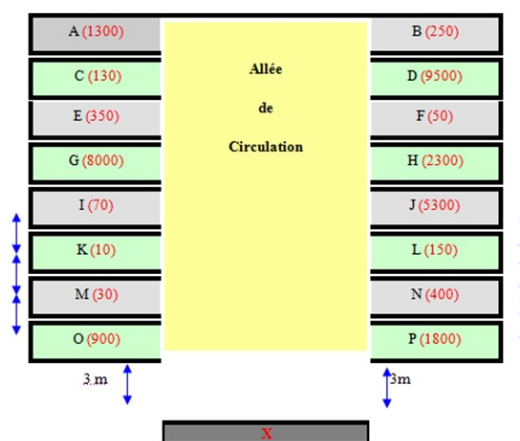 A (1300)
B (250)
C (130)
Allée
D (9500)
E (350)
de
F (50)
Circulation
G (8000)
H (2300)
I (70)
J (5300)
K (10)
L (150)
M (30)
N (400)
O (900)
P (1800)
3 m
3m
X